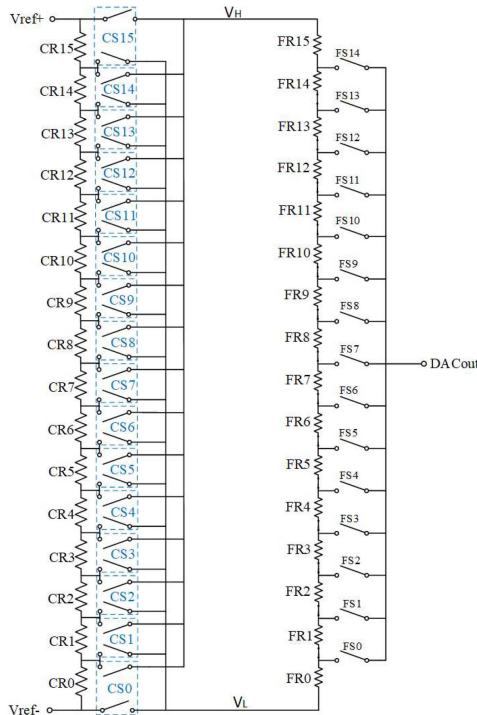 Vref+
VH
CS15
CR15
FR15
FS14
CS14
CR14
FR14
FS13
CS13
CR13
FR13
FS12
CS12
CR12
FR12
FS11
CS11
CR11
FR11
FS10
CS10
CR10
FR10
FS9
CS9
CR9
FR9
FS8
CS8
CR8
FR8
FS7
DACout
CS7
CR7
FR7
FS6
CS6
CR6
FR6
FS5
CS5
CR5
FR5
FS4
CS4
CR4
FR4
FS3
CS3
CR3
FR3
FS2
CS2
CR2
FR2
FS1
CS1
CR1
FR1
FS0
CS0
CR0
FR0
Vref-
VL